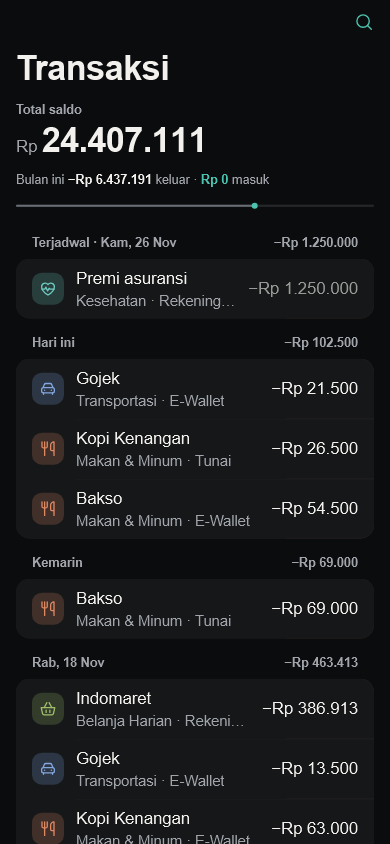 Transaksi
Total saldo
Rp 24.407.111
Bulan ini −Rp 6.437.191 keluar · Rp 0 masuk
Terjadwal · Kam, 26 Nov −Rp 1.250.000
Premi asuransi −Rp 1.250.000
Kesehatan · Rekening…
Hari ini −Rp 102.500
Gojek −Rp 21.500
Transportasi · E-Wallet
Kopi Kenangan −Rp 26.500
Makan & Minum · Tunai
Bakso −Rp 54.500
Makan & Minum · E-Wallet
Kemarin −Rp 69.000
Bakso −Rp 69.000
Makan & Minum · Tunai
Rab, 18 Nov −Rp 463.413
Indomaret −Rp 386.913
Belanja Harian · Rekeni…
Gojek −Rp 13.500
Transportasi · E-Wallet
Kopi Kenangan −Rp 63.000
Makan & Minum · E-Wallet